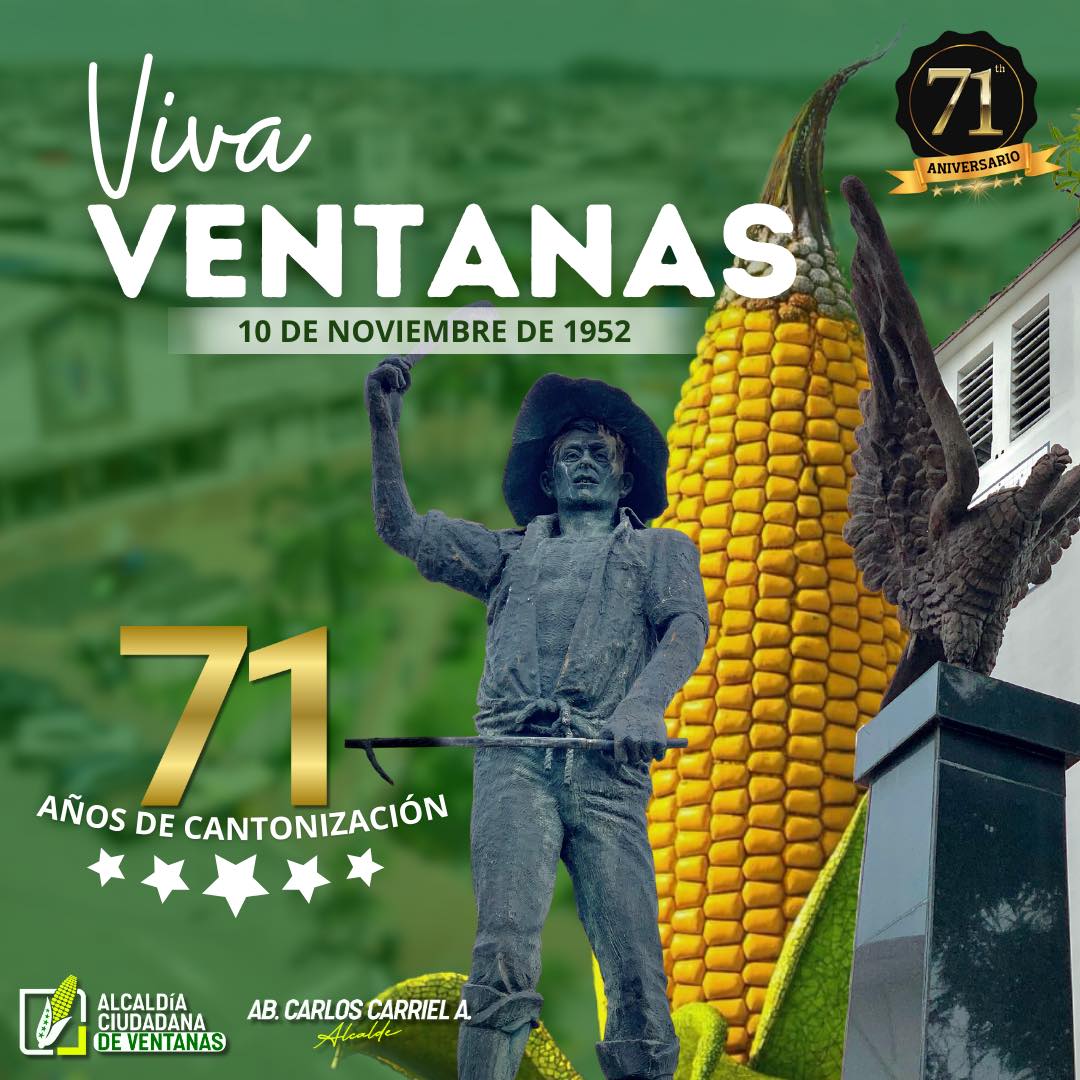 Viva
VENTANAS
10 DE NOVIEMBRE DE 1952
71th
ANIVERSARIO
71
AÑOS DE CANTONIZACIÓN
ALCALDÍA
CIUDADANA
DE VENTANAS
AB. CARLOS CARRIEL A.
Alcalde